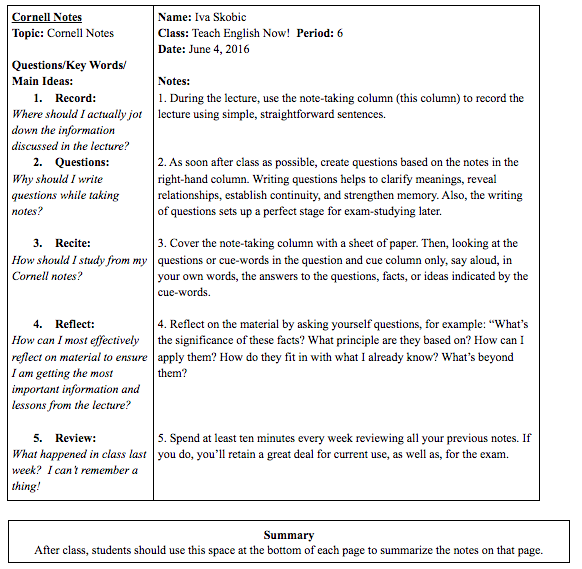 Cornell Notes
Topic: Cornell Notes
Questions/Key Words/
Main Ideas:
1. Record:
Where should I actually jot
down the information
discussed in the lecture?
2. Questions:
Why should I write
questions while taking
notes?
3. Recite:
How should I study from my
Cornell notes?
4. Reflect:
How can I most effectively
reflect on material to ensure
I am getting the most
important information and
lessons from the lecture?
5. Review:
What happened in class last
week? I can't remember a
thing!
Name: Iva Skobic
Class: Teach English Now! Period: 6
Date: June 4, 2016
Notes:
1. During the lecture, use the note-taking column (this column) to record the
lecture using simple, straightforward sentences.
2. As soon after class as possible, create questions based on the notes in the
right-hand column. Writing questions helps to clarify meanings, reveal
relationships, establish continuity, and strengthen memory. Also, the writing
of questions sets up a perfect stage for exam-studying later.
3. Cover the note-taking column with a sheet of paper. Then, looking at the
questions or cue-words in the question and cue column only, say aloud, in
your own words, the answers to the questions, facts, or ideas indicated by the
cue-words.
4. Reflect on the material by asking yourself questions, for example: “What’s
the significance of these facts? What principle are they based on? How can I
apply them? How do they fit in with what I already know? What’s beyond
them?
5. Spend at least ten minutes every week reviewing all your previous notes. If
you do, you’ll retain a great deal for current use, as well as, for the exam.
Summary
After class, students should use this space at the bottom of each page to summarize the notes on that page.